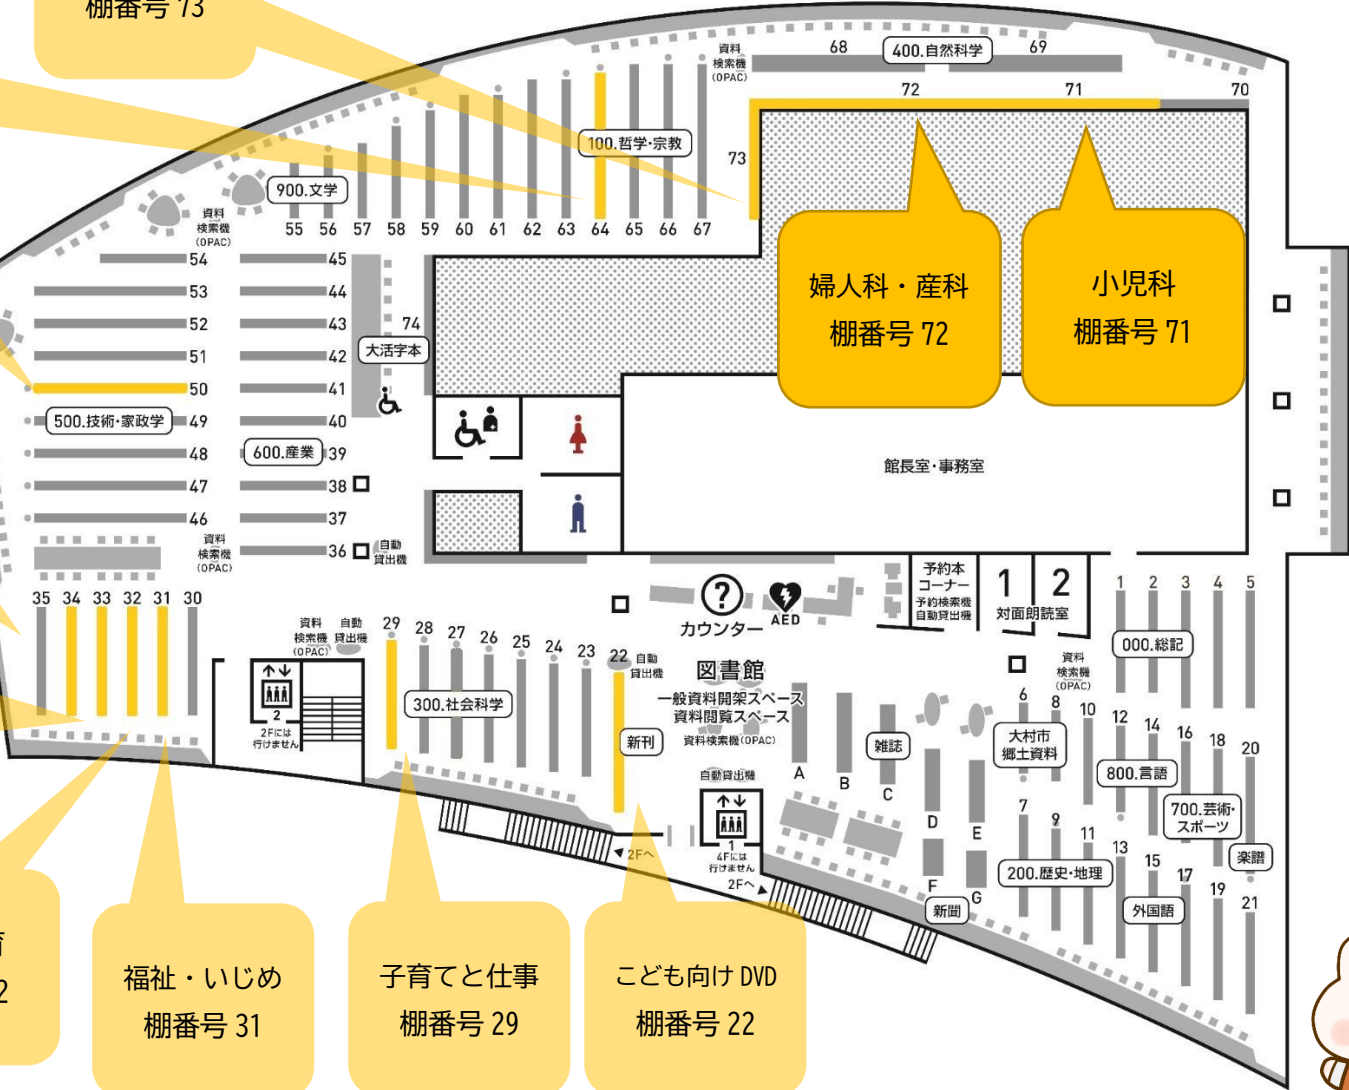 棚番号 73
資料
検索機
(OPAC)
68
400.自然科学
69
72
71
70
100.哲学・宗教
73
900.文学
55
56
57
58
59
60
61
62
63
64
65
66
67
資料
検索機
(OPAC)
婦人科・産科
棚番号 72
小児科
棚番号 71
54
53
52
51
50
49
48
47
46
500.技術・家政学
45
44
43
42
41
40
39
38
37
36
600.産業
74
大活字本
館長室・事務室
資料
検索機
(OPAC)
自動
貸出機
35
34
33
32
31
30
資料
検索機
(OPAC)
自動
貸出機
29
28
27
26
25
24
23
22
自動
貸出機
300.社会科学
新刊
2
2Fには
行けません
?
カウンター
AED
予約本
コーナー
予約検索機
自動貸出機
1
2
対面朗読室
図書館
一般資料開架スペース
資料閲覧スペース
資料検索機(OPAC)
自動貸出機
1
4Fには
行けません
2Fへ
2Fへ
A
B
C
D
E
F
G
雑誌
新聞
資料
検索機
(OPAC)
1
2
3
4
5
000.総記
6
8
10
12
14
16
18
20
大村市
郷土資料
800.言語
700.芸術・
スポーツ
楽譜
7
9
11
13
15
17
19
21
200.歴史・地理
外国語
育
2
福祉・いじめ
棚番号 31
子育てと仕事
棚番号 29
こども向け DVD
棚番号 22